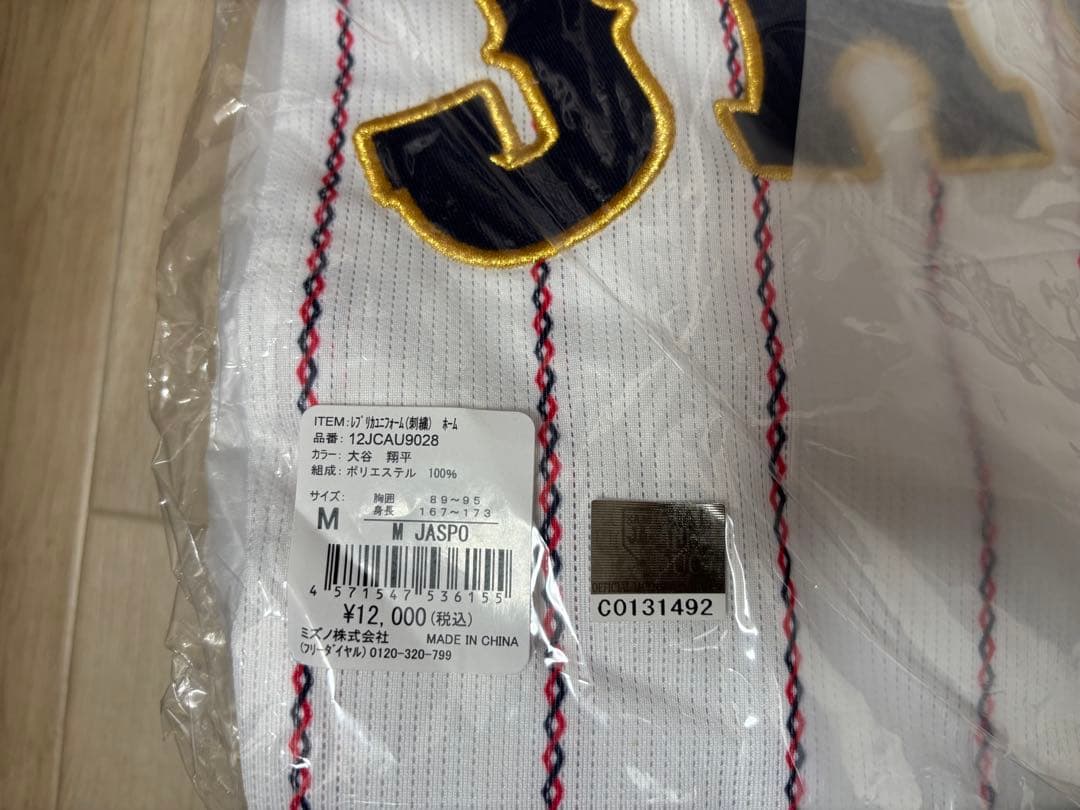 JA
ITEM:ﾚﾌﾟﾘｶﾕﾆﾌｫｰﾑ(刺繍) ﾎｰﾑ
品番: 12JCAU9028
カラー: 大谷 翔平
組成: ポリエステル 100%
サイズ: 胸囲 89～95
M 身長 167～173
M JASPO
4 571547 536155
¥12,000(税込)
ミズノ株式会社 MADE IN CHINA
(フリーダイヤル) 0120-320-799
OFFICIAL
C0131492